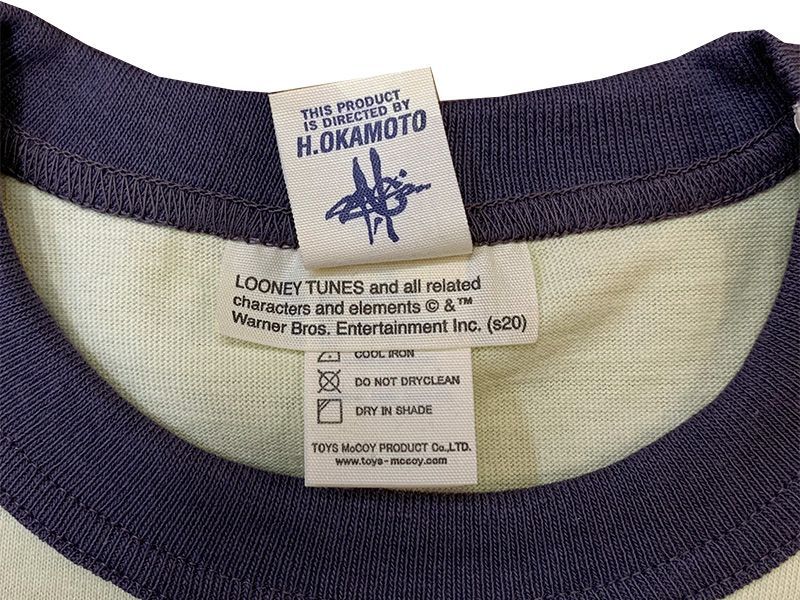 THIS PRODUCT
IS DIRECTED BY
H.OKAMOTO
LOONEY TUNES and all related
characters and elements © &™
Warner Bros. Entertainment Inc. (s20)
COOL IRON
DO NOT DRYCLEAN
DRY IN SHADE
TOYS McCOY PRODUCT Co.,LTD.
www.toys-mccoy.com